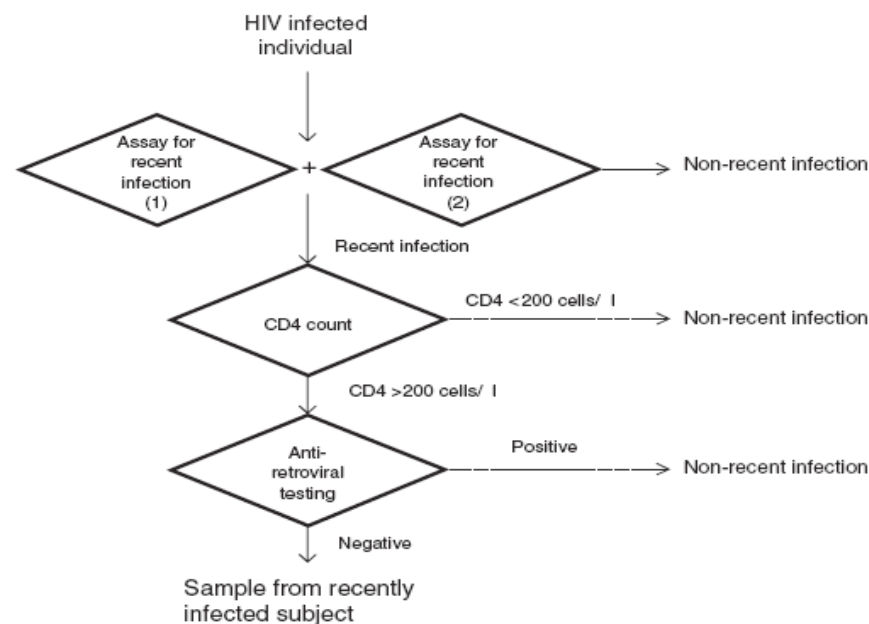 HIV infected
individual
Assay for
recent
infection
(1)
+
Assay for
recent
infection
(2)
Non-recent infection
Recent infection
CD4 count
CD4 <200 cells/ l
Non-recent infection
CD4 >200 cells/ l
Anti-
retroviral
testing
Positive
Non-recent infection
Negative
Sample from recently
infected subject